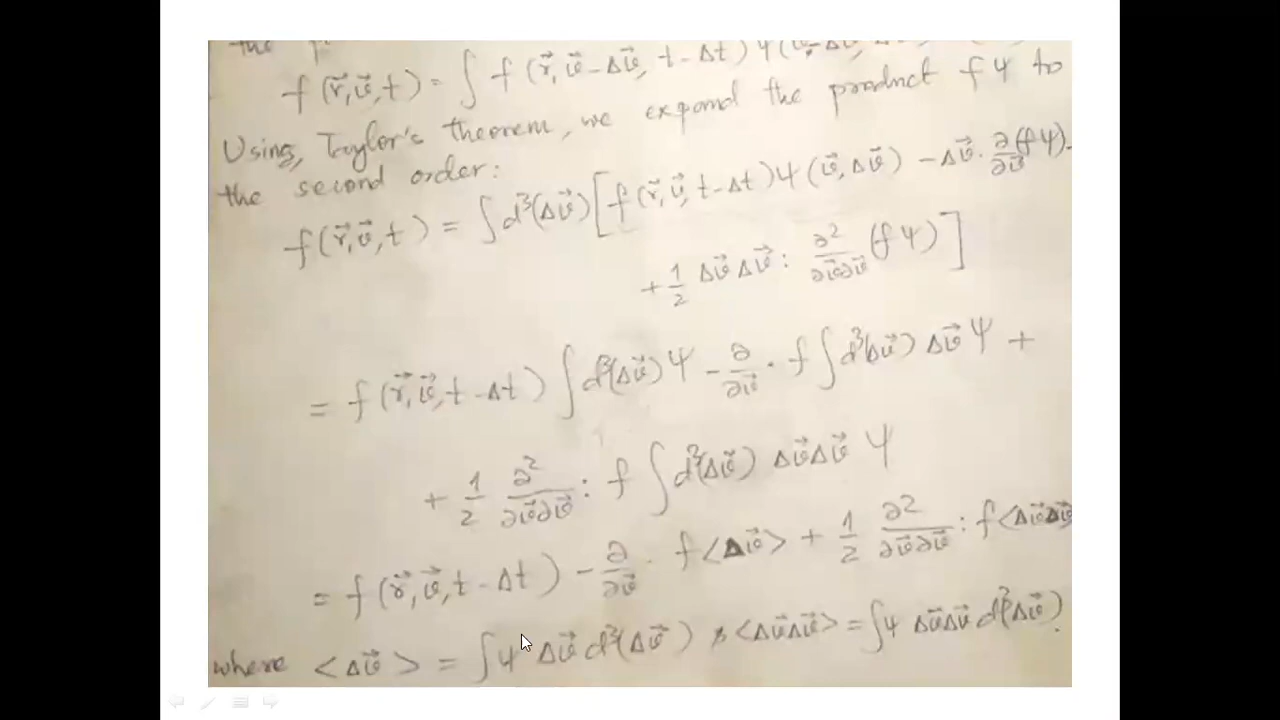 the
f(r⃗,v⃗,t) = ∫ f(r⃗,v⃗-Δv⃗,t-Δt)ψ(v⃗-Δv⃗,
Using, Taylor's theorem, we expand the product fψ to
the second order:
f(r⃗,v⃗,t) = ∫d³(Δv⃗)[f(r⃗,v⃗,t-Δt)ψ(v⃗,Δv⃗) - Δv⃗·∂/∂v⃗(fψ)-
+ 1/2 Δv⃗Δv⃗ : ∂²/∂v⃗∂v⃗ (fψ)]
= f(r⃗,v⃗,t-Δt) ∫d³(Δv⃗)ψ - ∂/∂v⃗ · f∫d³(Δv⃗) Δv⃗ψ +
+ 1/2 ∂²/∂v⃗∂v⃗ : f∫d³(Δv⃗) Δv⃗Δv⃗ ψ
= f(r⃗,v⃗,t-Δt) - ∂/∂v⃗ · f<Δv⃗> + 1/2 ∂²/∂v⃗∂v⃗ : f<Δv⃗Δv⃗
where <Δv⃗> = ∫ψ Δv⃗ d³(Δv⃗) & <Δv⃗Δv⃗> = ∫ψ Δv⃗Δv⃗ d³(Δv⃗).